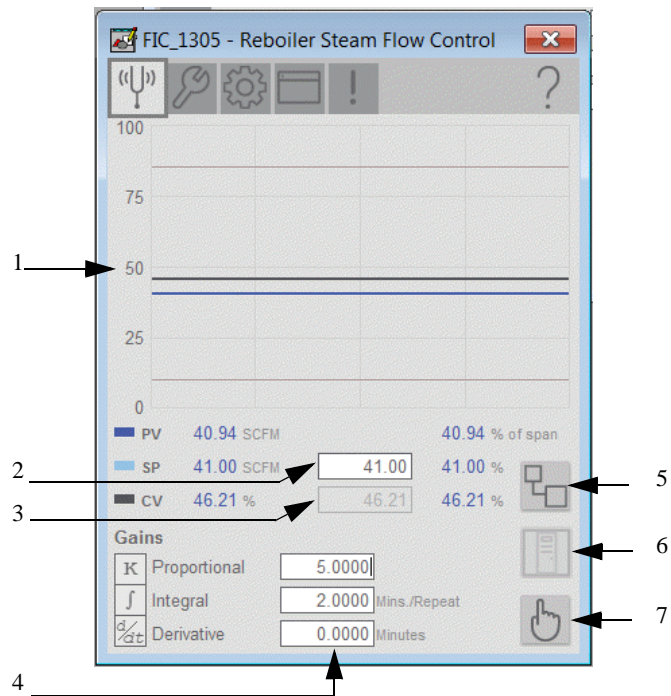 FIC_1305 - Reboiler Steam Flow Control
?
100
75
1
50
25
0
PV 40.94 SCFM 40.94 % of span
2
SP 41.00 SCFM 41.00 41.00 %
5
3
CV 46.21 % 46.21 46.21 %
Gains
6
K Proportional 5.0000
∫ Integral 2.0000 Mins./Repeat
7
d/dt Derivative 0.0000 Minutes
4